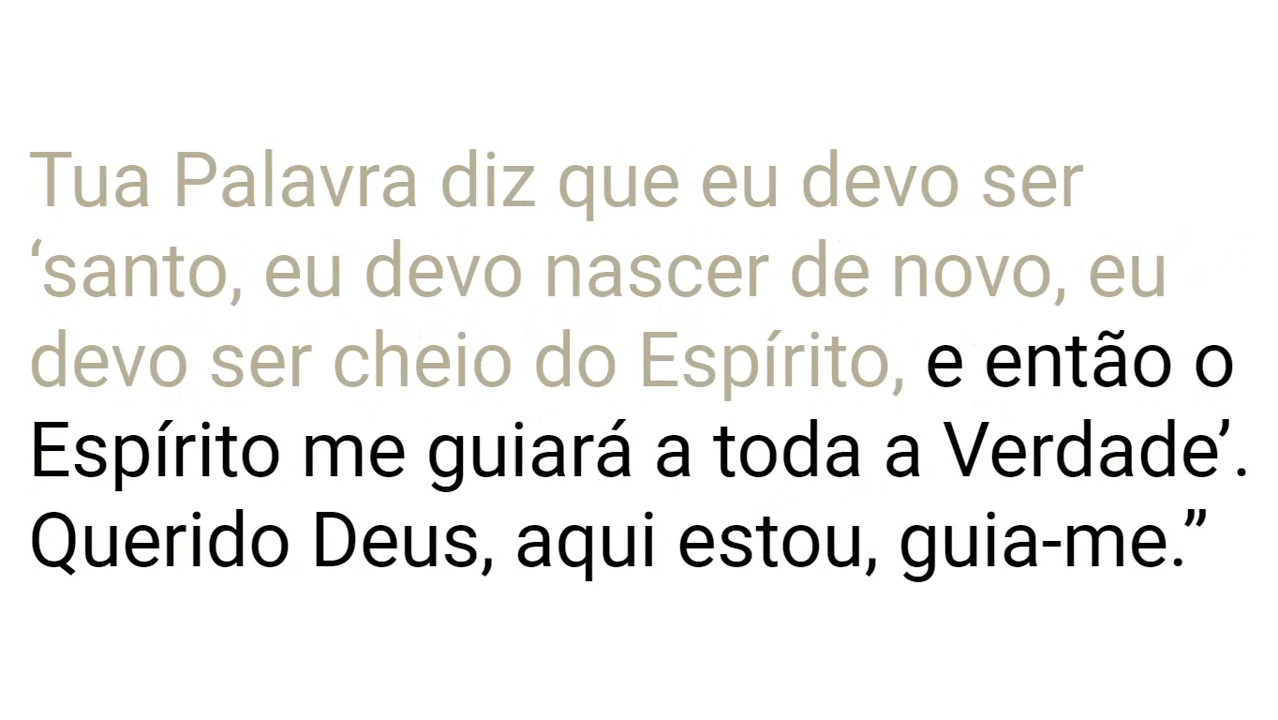 Tua Palavra diz que eu devo ser
‘santo, eu devo nascer de novo, eu
devo ser cheio do Espírito, e então o
Espírito me guiará a toda a Verdade’.
Querido Deus, aqui estou, guia-me.”